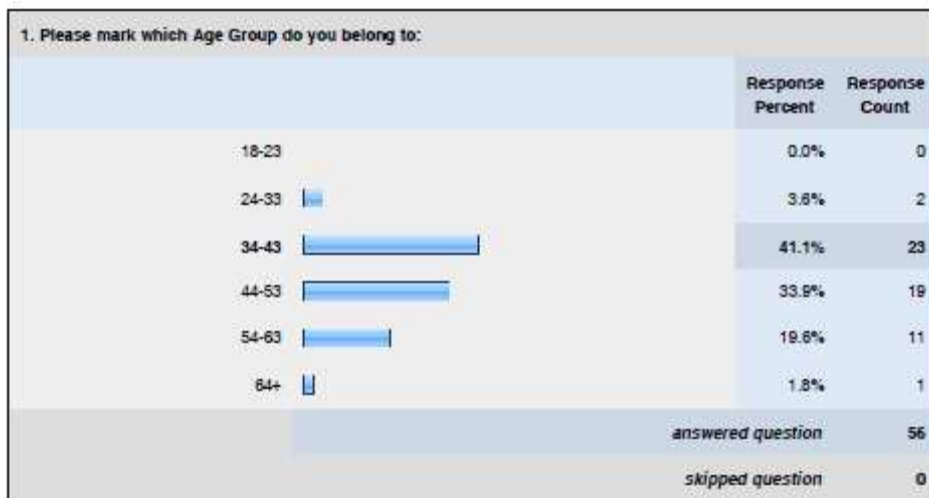 1. Please mark which Age Group do you belong to:
Response Percent Response Count
18-23 0.0% 0
24-33 3.6% 2
34-43 41.1% 23
44-53 33.9% 19
54-63 19.6% 11
64+ 1.8% 1
answered question 56
skipped question 0